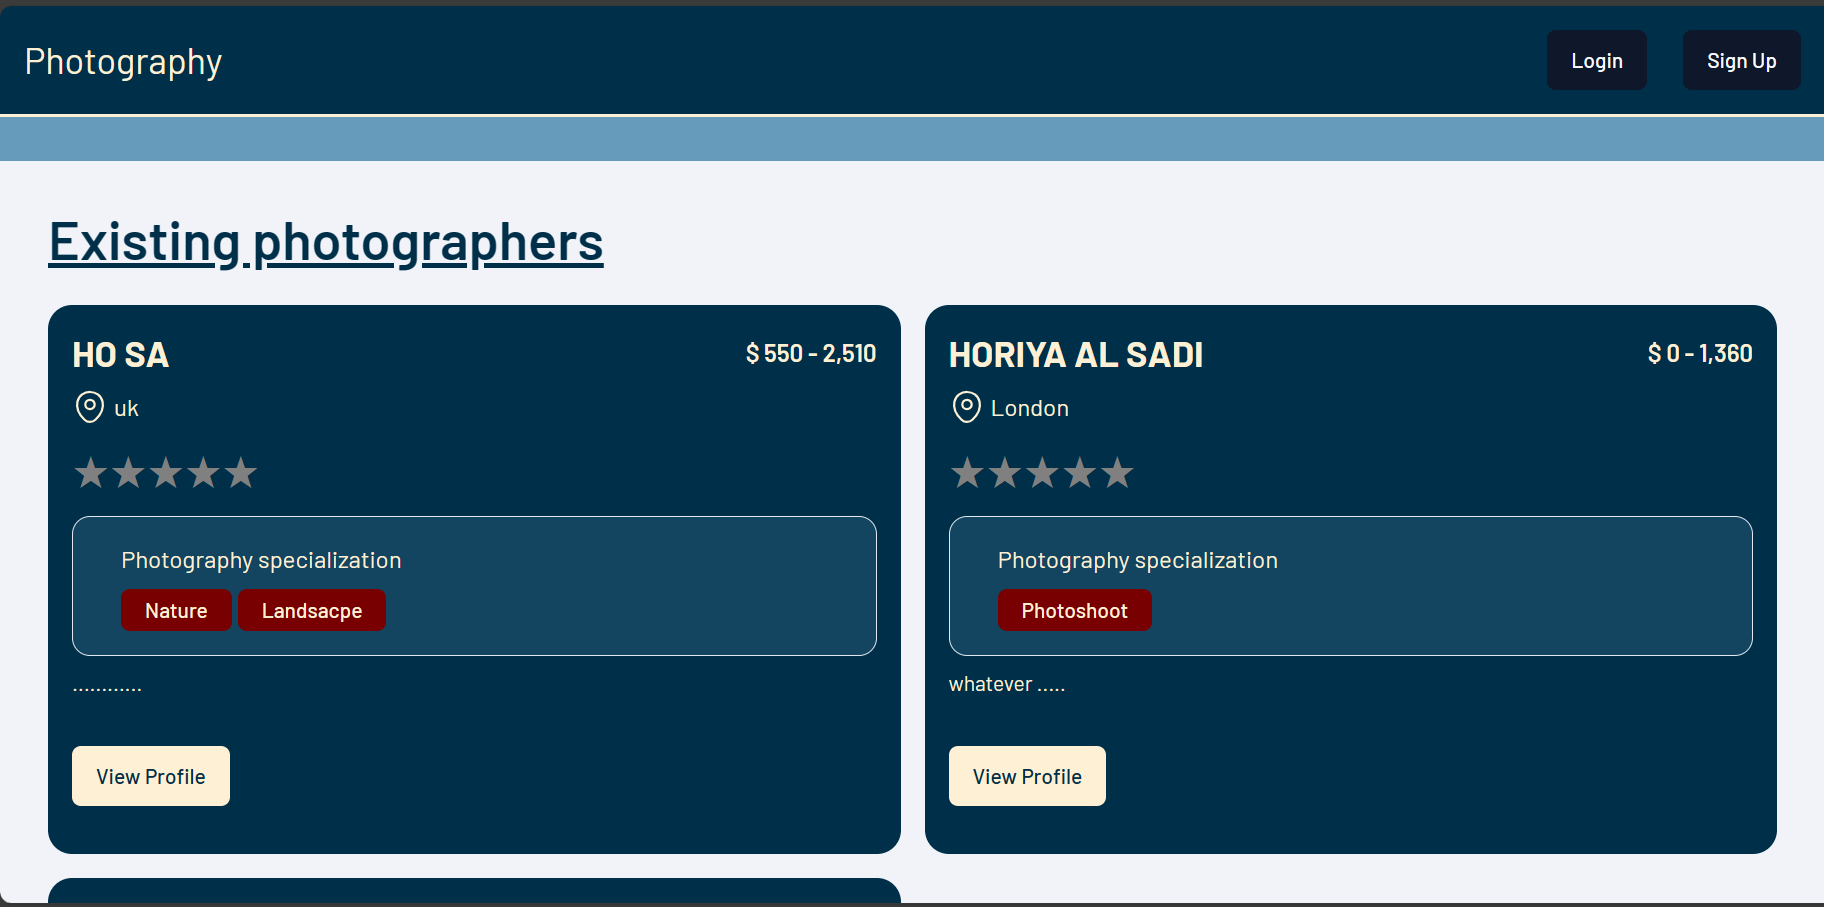 Photography
Login
Sign Up
Existing photographers
HO SA
$ 550 - 2,510
uk
Photography specialization
Nature
Landsacpe
............
View Profile
HORIYA AL SADI
$ 0 - 1,360
London
Photography specialization
Photoshoot
whatever .....
View Profile